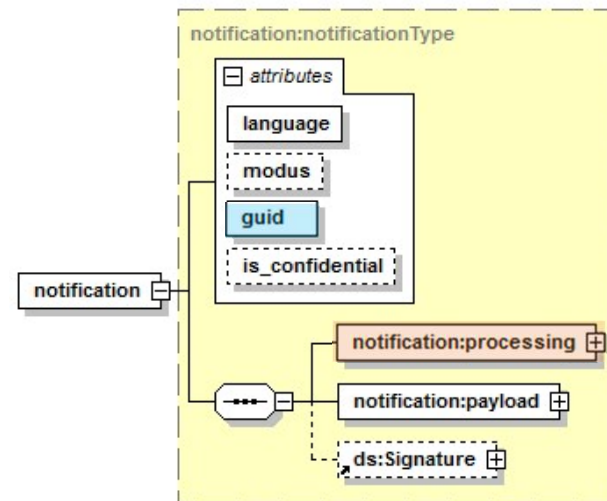 notification:notificationType
attributes
language
modus
guid
is_confidential
notification
notification:processing
notification:payload
ds:Signature